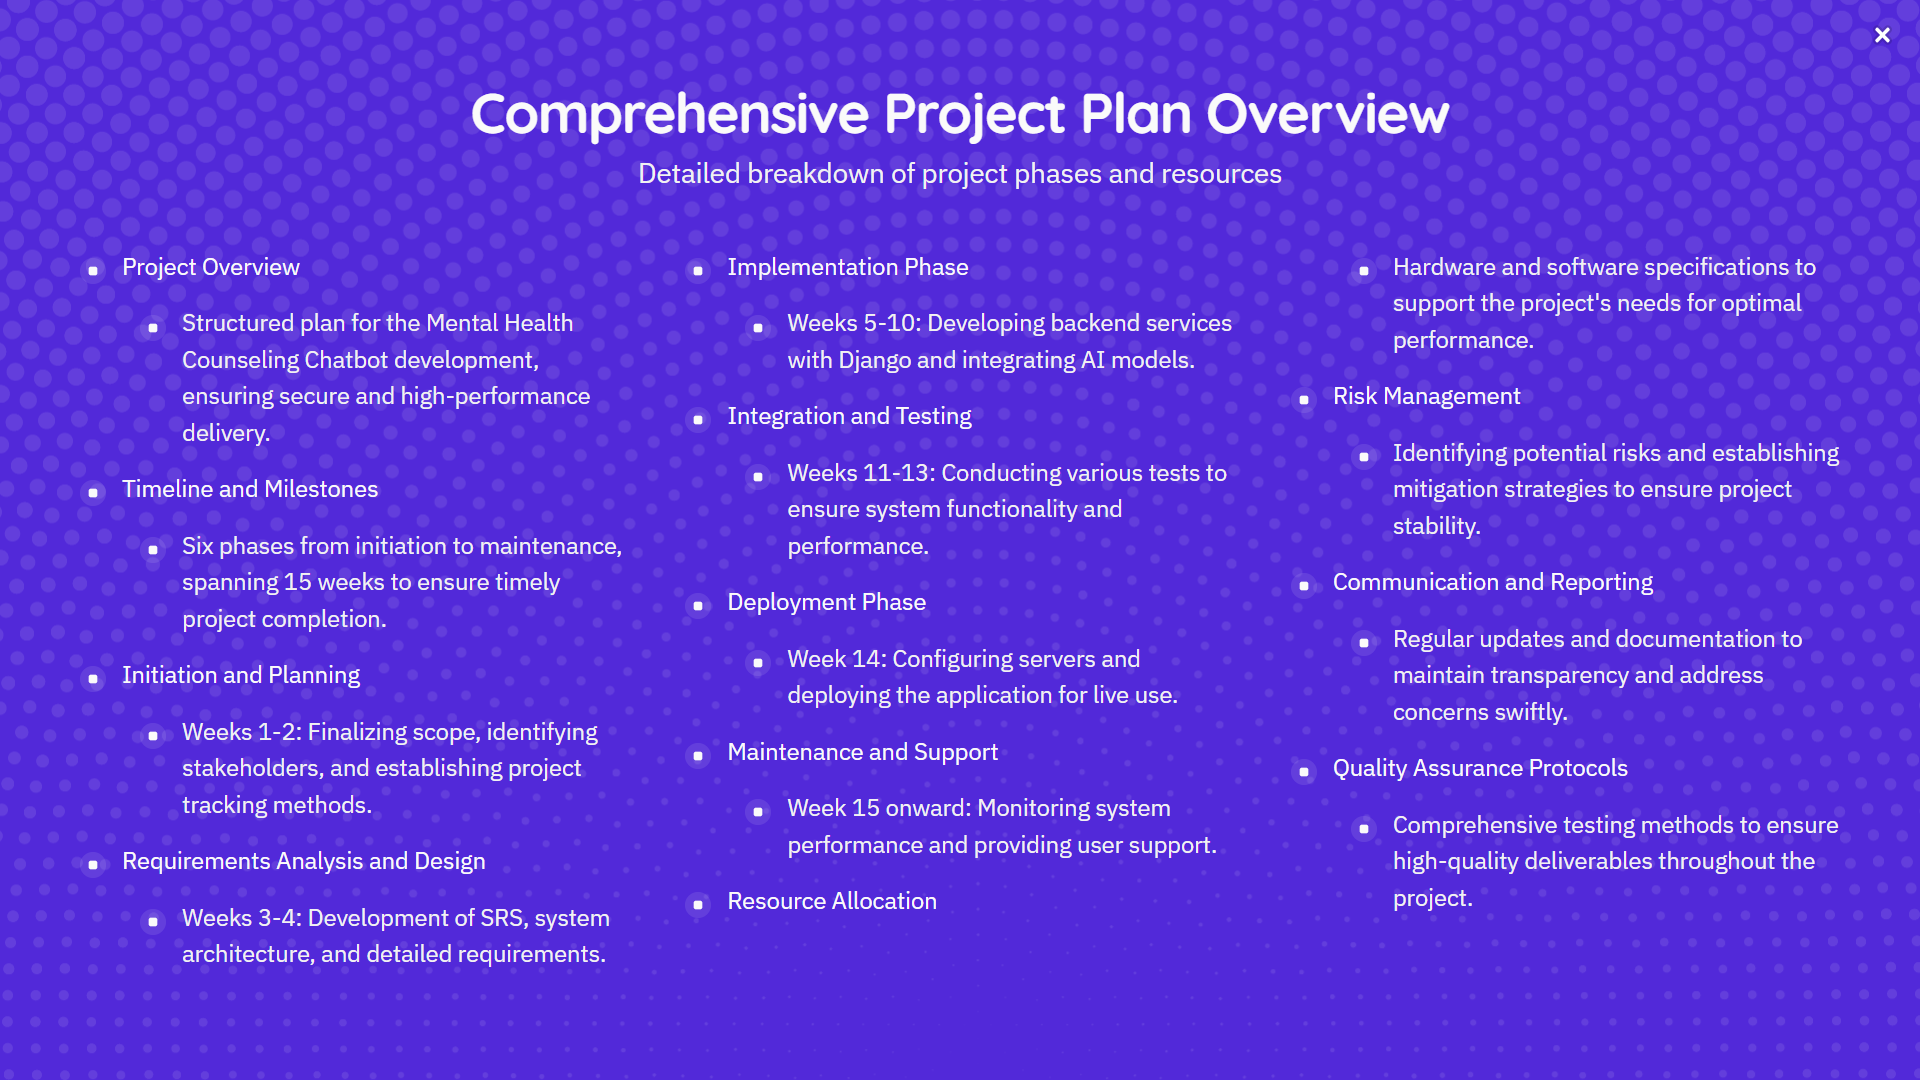 Comprehensive Project Plan Overview
Detailed breakdown of project phases and resources
Project Overview
Structured plan for the Mental Health
Counseling Chatbot development,
ensuring secure and high-performance
delivery.
Timeline and Milestones
Six phases from initiation to maintenance,
spanning 15 weeks to ensure timely
project completion.
Initiation and Planning
Weeks 1-2: Finalizing scope, identifying
stakeholders, and establishing project
tracking methods.
Requirements Analysis and Design
Weeks 3-4: Development of SRS, system
architecture, and detailed requirements.
Implementation Phase
Weeks 5-10: Developing backend services
with Django and integrating AI models.
Integration and Testing
Weeks 11-13: Conducting various tests to
ensure system functionality and
performance.
Deployment Phase
Week 14: Configuring servers and
deploying the application for live use.
Maintenance and Support
Week 15 onward: Monitoring system
performance and providing user support.
Resource Allocation
Hardware and software specifications to
support the project's needs for optimal
performance.
Risk Management
Identifying potential risks and establishing
mitigation strategies to ensure project
stability.
Communication and Reporting
Regular updates and documentation to
maintain transparency and address
concerns swiftly.
Quality Assurance Protocols
Comprehensive testing methods to ensure
high-quality deliverables throughout the
project.